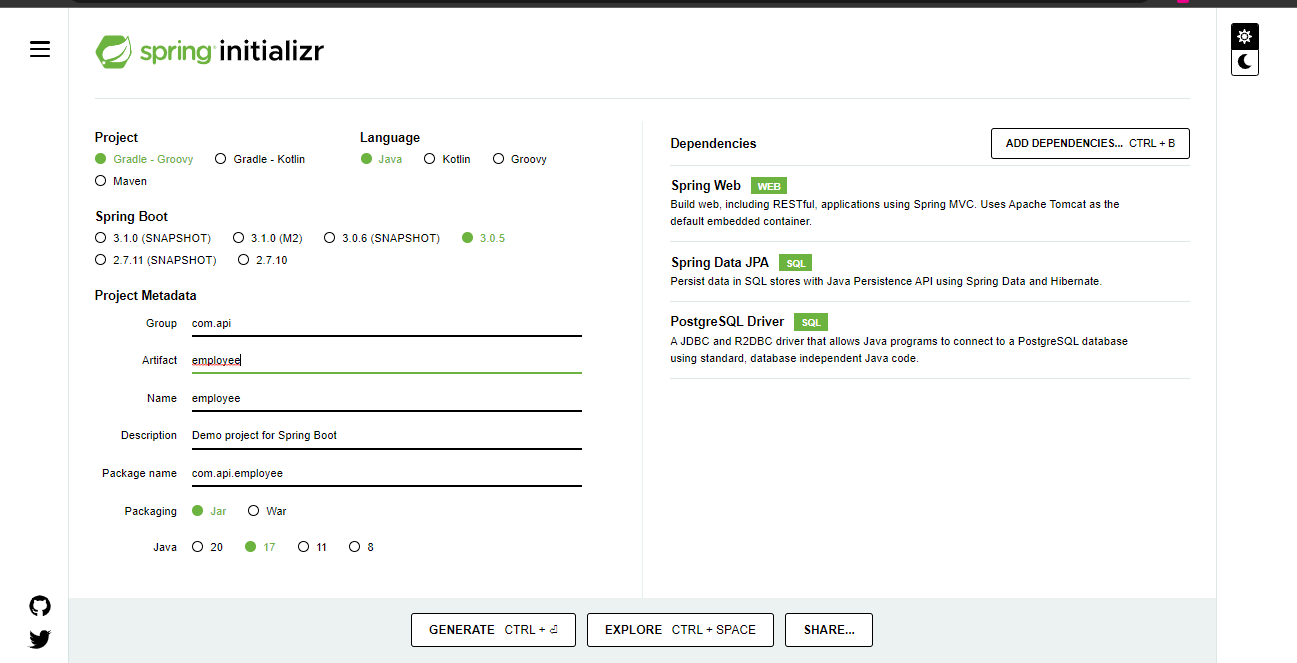 spring initializr
Project
Gradle - Groovy Gradle - Kotlin
Maven
Language
Java Kotlin Groovy
Spring Boot
3.1.0 (SNAPSHOT) 3.1.0 (M2) 3.0.6 (SNAPSHOT) 3.0.5
2.7.11 (SNAPSHOT) 2.7.10
Project Metadata
Group com.api
Artifact employee
Name employee
Description Demo project for Spring Boot
Package name com.api.employee
Packaging Jar War
Java 20 17 11 8
Dependencies ADD DEPENDENCIES... CTRL + B
Spring Web WEB
Build web, including RESTful, applications using Spring MVC. Uses Apache Tomcat as the
default embedded container.
Spring Data JPA SQL
Persist data in SQL stores with Java Persistence API using Spring Data and Hibernate.
PostgreSQL Driver SQL
A JDBC and R2DBC driver that allows Java programs to connect to a PostgreSQL database
using standard, database independent Java code.
GENERATE CTRL + ⏎ EXPLORE CTRL + SPACE SHARE...